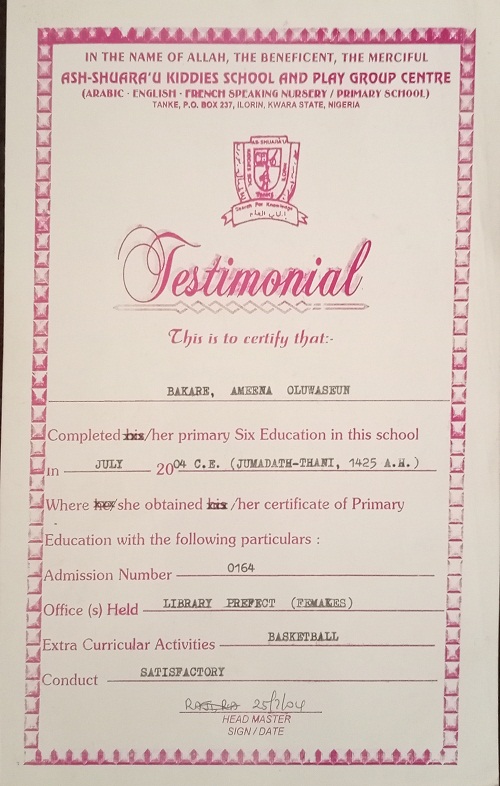 IN THE NAME OF ALLAH, THE BENEFICENT, THE MERCIFUL
ASH-SHUARA'U KIDDIES SCHOOL AND PLAY GROUP CENTRE
(ARABIC - ENGLISH - FRENCH SPEAKING NURSERY / PRIMARY SCHOOL)
TANKE, P.O. BOX 237, ILORIN, KWARA STATE, NIGERIA
Search For Knowledge
Testimonial
This is to certify that:-
BAKARE, AMEENA OLUWASEUN
Completed his/her primary Six Education in this school
in JULY 2004 C.E. (JUMADATH-THANI, 1425 A.H.)
Where he/she obtained his/her certificate of Primary
Education with the following particulars :
Admission Number 0164
Office (s) Held LIBRARY PREFECT (FEMALES)
Extra Curricular Activities BASKETBALL
Conduct SATISFACTORY
25/7/04
HEAD MASTER
SIGN / DATE